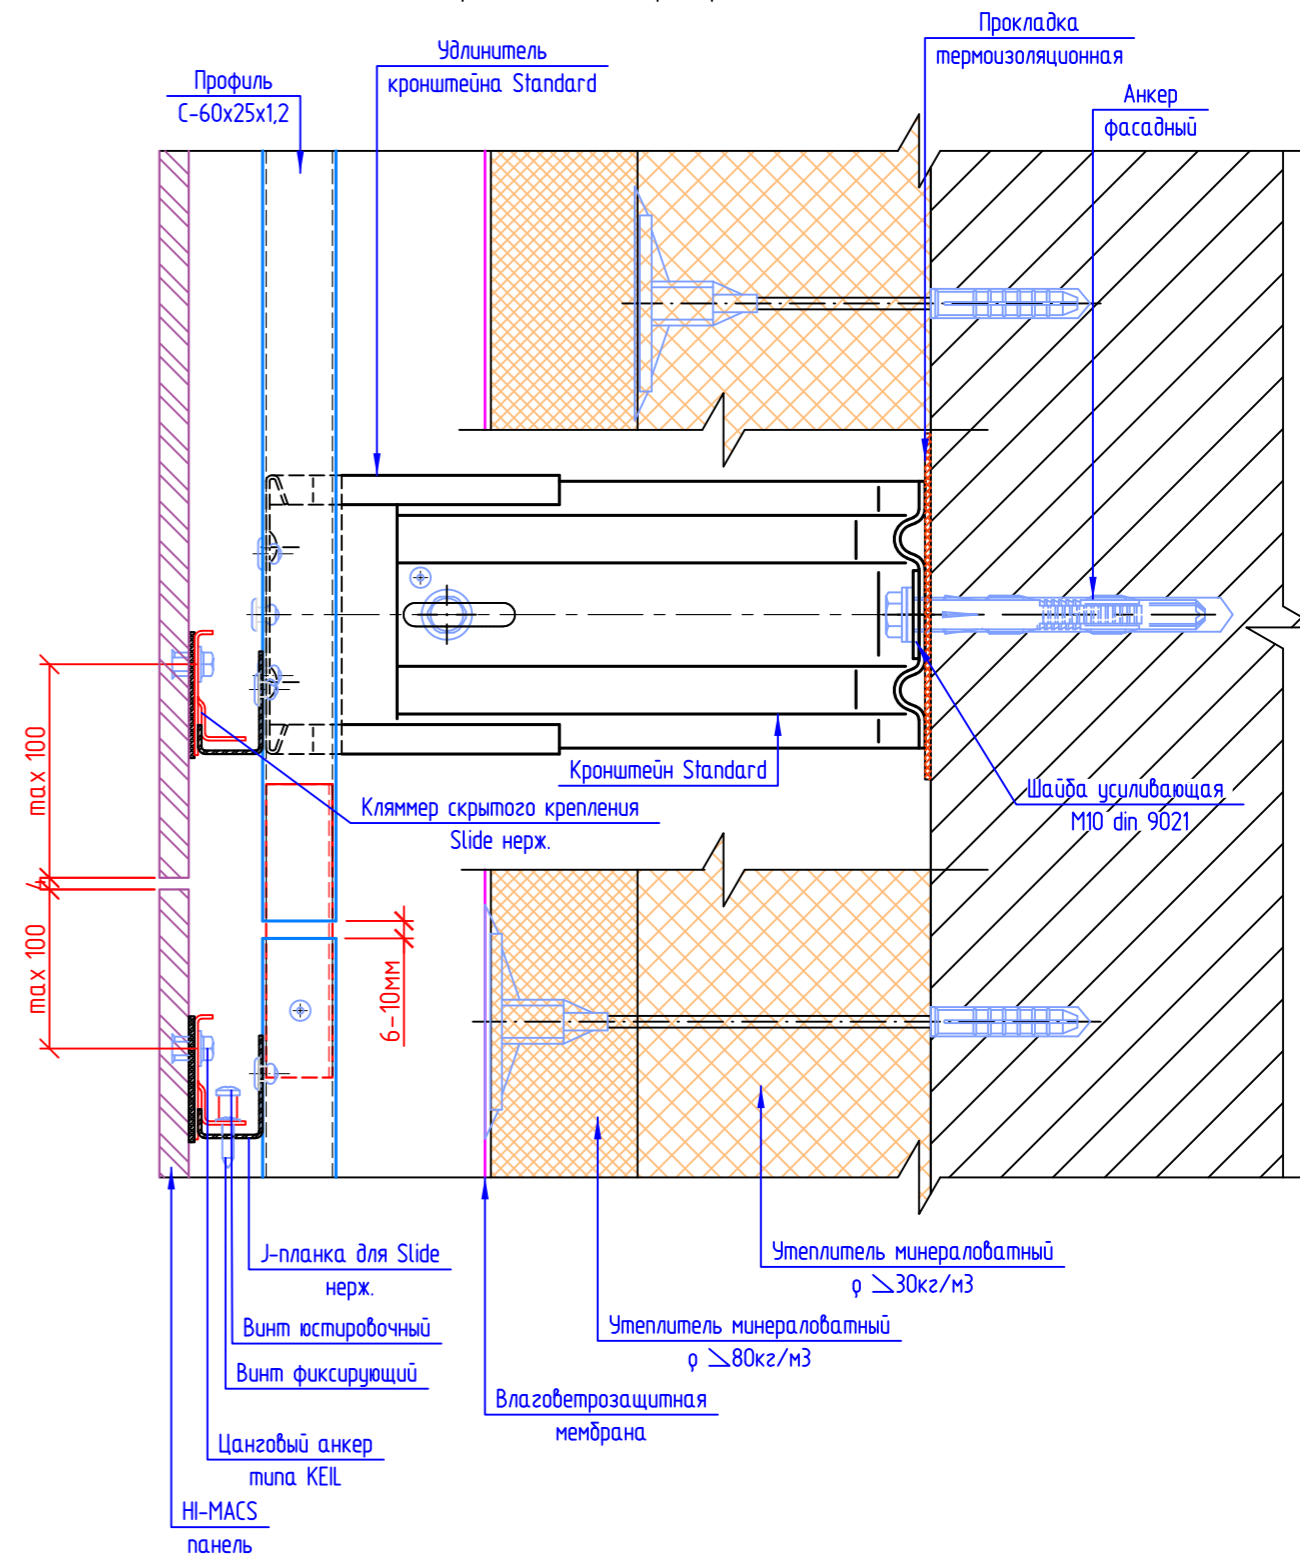 Прокладка
термоизоляционная
Удлинитель
кронштейна Standard
Профиль
С-60х25х1,2
Анкер
фасадный
max 100
4
max 100
6-10мм
Кронштейн Standard
Кляммер скрытого крепления
Slide нерж.
Шайба усиливающая
М10 din 9021
J-планка для Slide
нерж.
Винт юстировочный
Винт фиксирующий
Цанговый анкер
типа KEIL
HI-MACS
панель
Утеплитель минераловатный
ρ ≥30кг/м3
Утеплитель минераловатный
ρ ≥80кг/м3
Влаговетрозащитная
мембрана